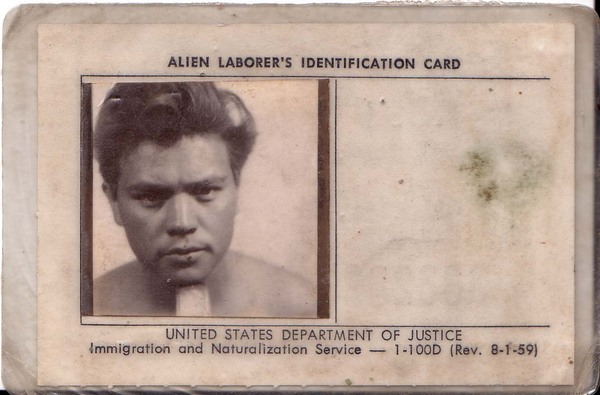 ALIEN LABORER'S IDENTIFICATION CARD
UNITED STATES DEPARTMENT OF JUSTICE
Immigration and Naturalization Service — 1-100D (Rev. 8-1-59)